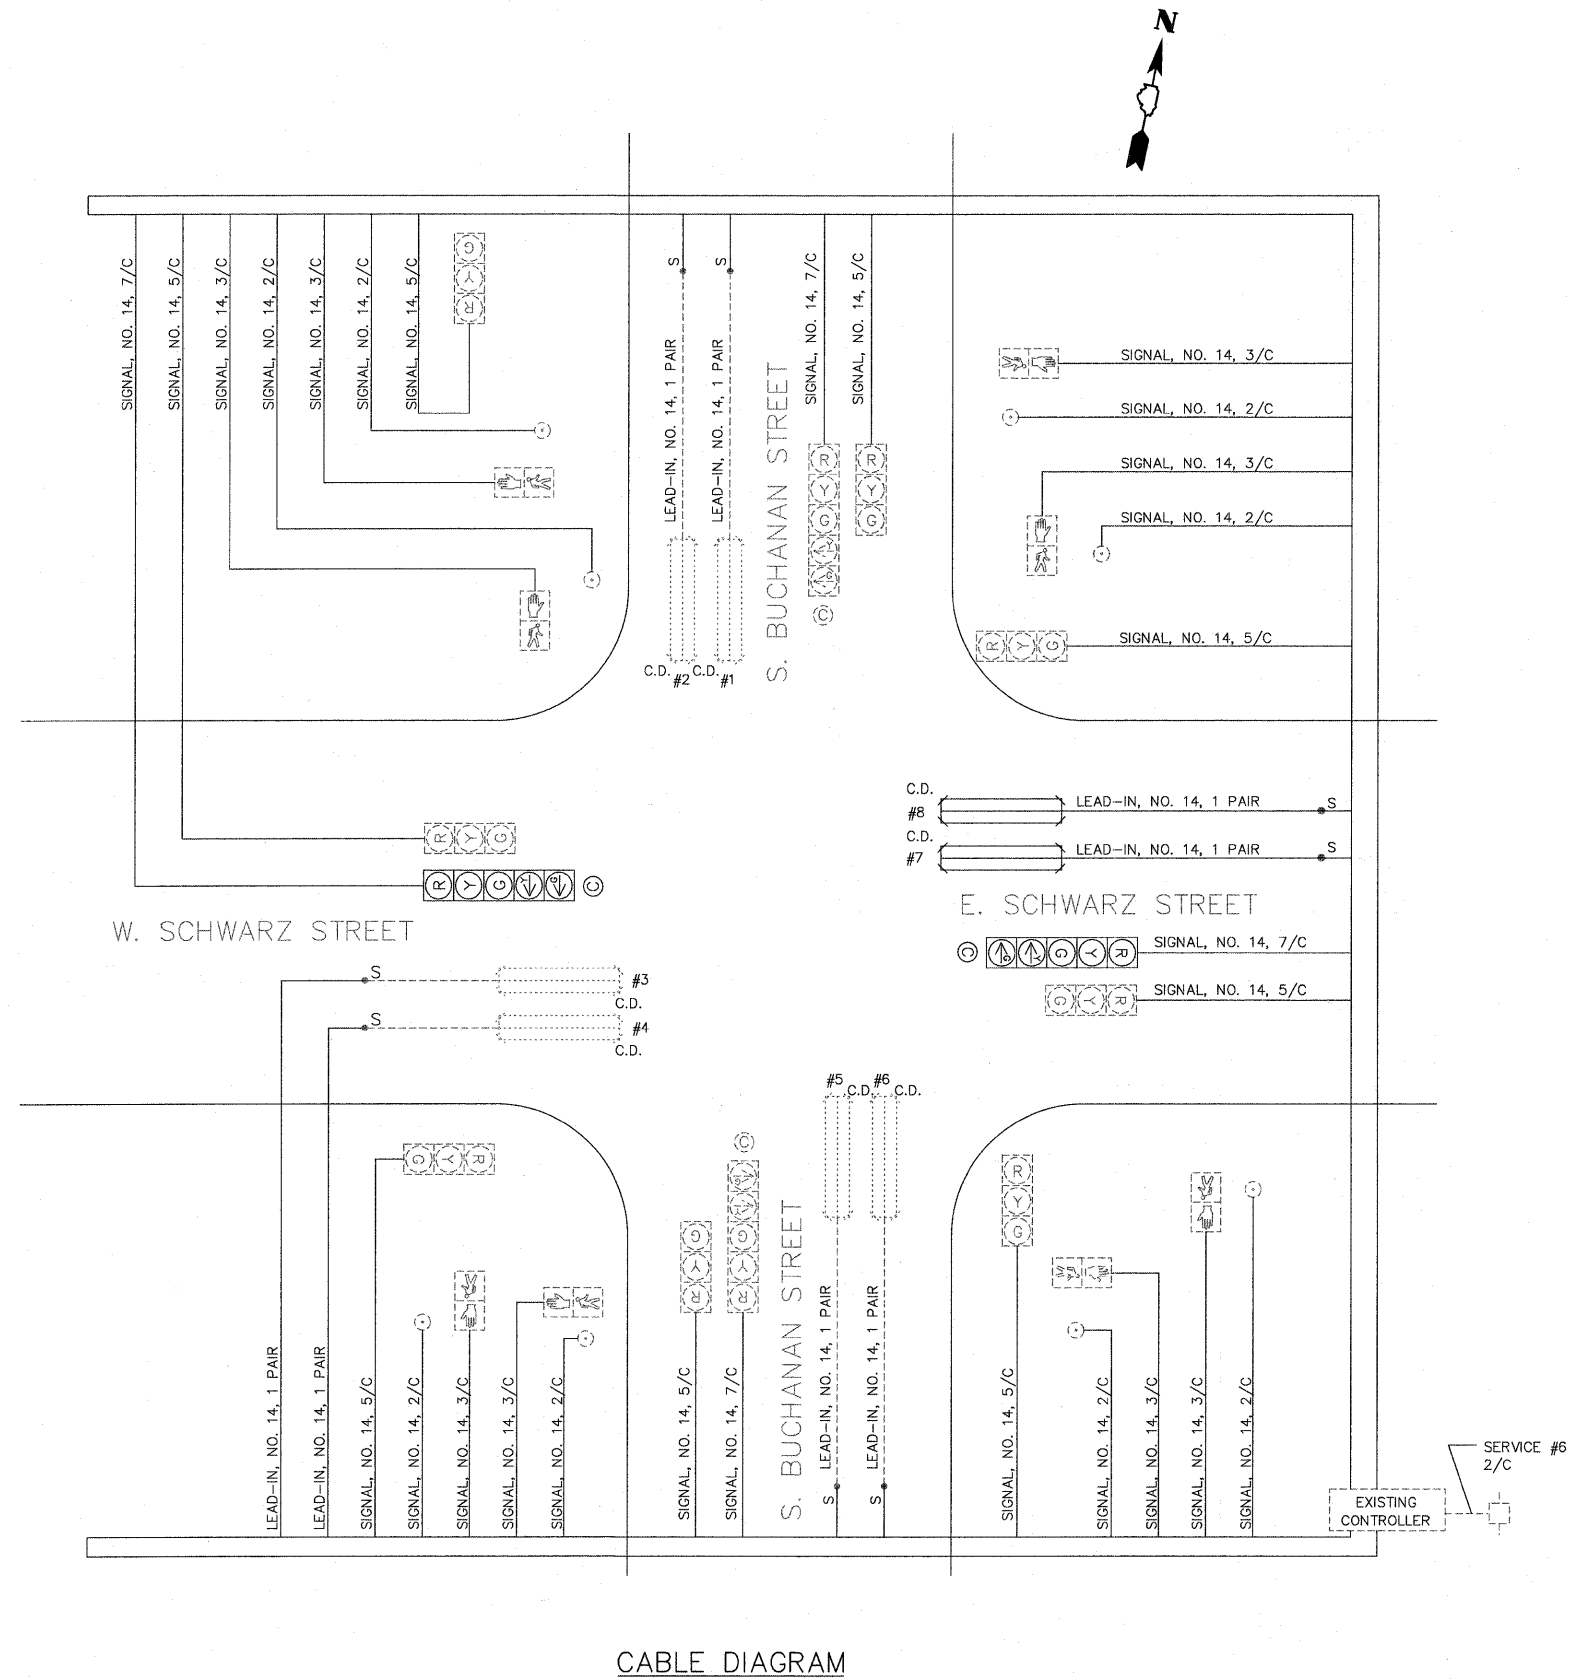 N
SIGNAL, NO. 14, 7/C
SIGNAL, NO. 14, 5/C
SIGNAL, NO. 14, 3/C
SIGNAL, NO. 14, 2/C
SIGNAL, NO. 14, 3/C
SIGNAL, NO. 14, 2/C
SIGNAL, NO. 14, 5/C
G
Y
R
S
S
LEAD-IN, NO. 14, 1 PAIR
LEAD-IN, NO. 14, 1 PAIR
C.D.
#2
C.D.
#1
S. BUCHANAN STREET
SIGNAL, NO. 14, 7/C
SIGNAL, NO. 14, 5/C
R
Y
G
Y
G
C
R
Y
G
SIGNAL, NO. 14, 3/C
SIGNAL, NO. 14, 2/C
SIGNAL, NO. 14, 3/C
SIGNAL, NO. 14, 2/C
R Y G
SIGNAL, NO. 14, 5/C
R Y G
R Y G Y G C
W. SCHWARZ STREET
C.D.
#8
LEAD-IN, NO. 14, 1 PAIR
S
C.D.
#7
LEAD-IN, NO. 14, 1 PAIR
S
E. SCHWARZ STREET
C G Y G Y R
SIGNAL, NO. 14, 7/C
G Y R
SIGNAL, NO. 14, 5/C
S
#3
C.D.
S
#4
C.D.
LEAD-IN, NO. 14, 1 PAIR
LEAD-IN, NO. 14, 1 PAIR
G Y R
SIGNAL, NO. 14, 5/C
SIGNAL, NO. 14, 2/C
SIGNAL, NO. 14, 3/C
SIGNAL, NO. 14, 3/C
SIGNAL, NO. 14, 2/C
G
Y
R
SIGNAL, NO. 14, 5/C
C
G
Y
G
Y
R
SIGNAL, NO. 14, 7/C
S. BUCHANAN STREET
#5
C.D.
#6
C.D.
LEAD-IN, NO. 14, 1 PAIR
LEAD-IN, NO. 14, 1 PAIR
S
S
R
Y
G
SIGNAL, NO. 14, 5/C
SIGNAL, NO. 14, 2/C
SIGNAL, NO. 14, 3/C
SIGNAL, NO. 14, 3/C
SIGNAL, NO. 14, 2/C
SERVICE #6
2/C
EXISTING
CONTROLLER
CABLE DIAGRAM